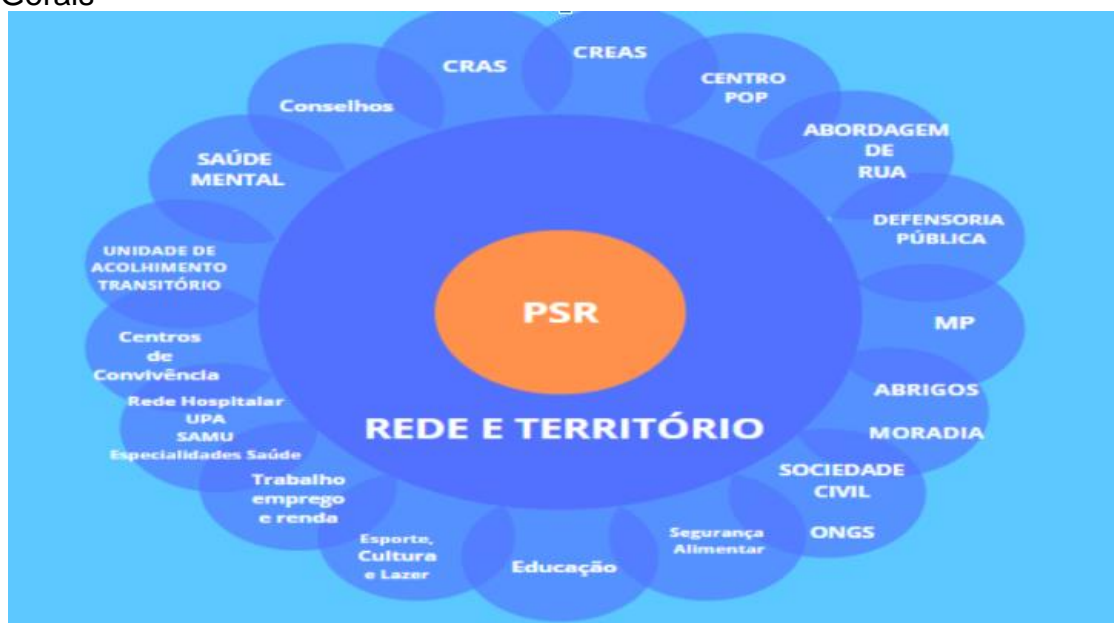 Gerais
CRAS
CREAS
CENTRO
POP
ABORDAGEM
DE
RUA
DEFENSORIA
PÚBLICA
MP
ABRIGOS
MORADIA
SOCIEDADE
CIVIL
ONGS
Segurança
Alimentar
Educação
Esporte,
Cultura
e Lazer
Trabalho
emprego
e renda
Rede Hospitalar
UPA
SAMU
Especialidades Saúde
Centros
de
Convivência
UNIDADE DE
ACOLHIMENTO
TRANSITÓRIO
SAÚDE
MENTAL
Conselhos
PSR
REDE E TERRITÓRIO